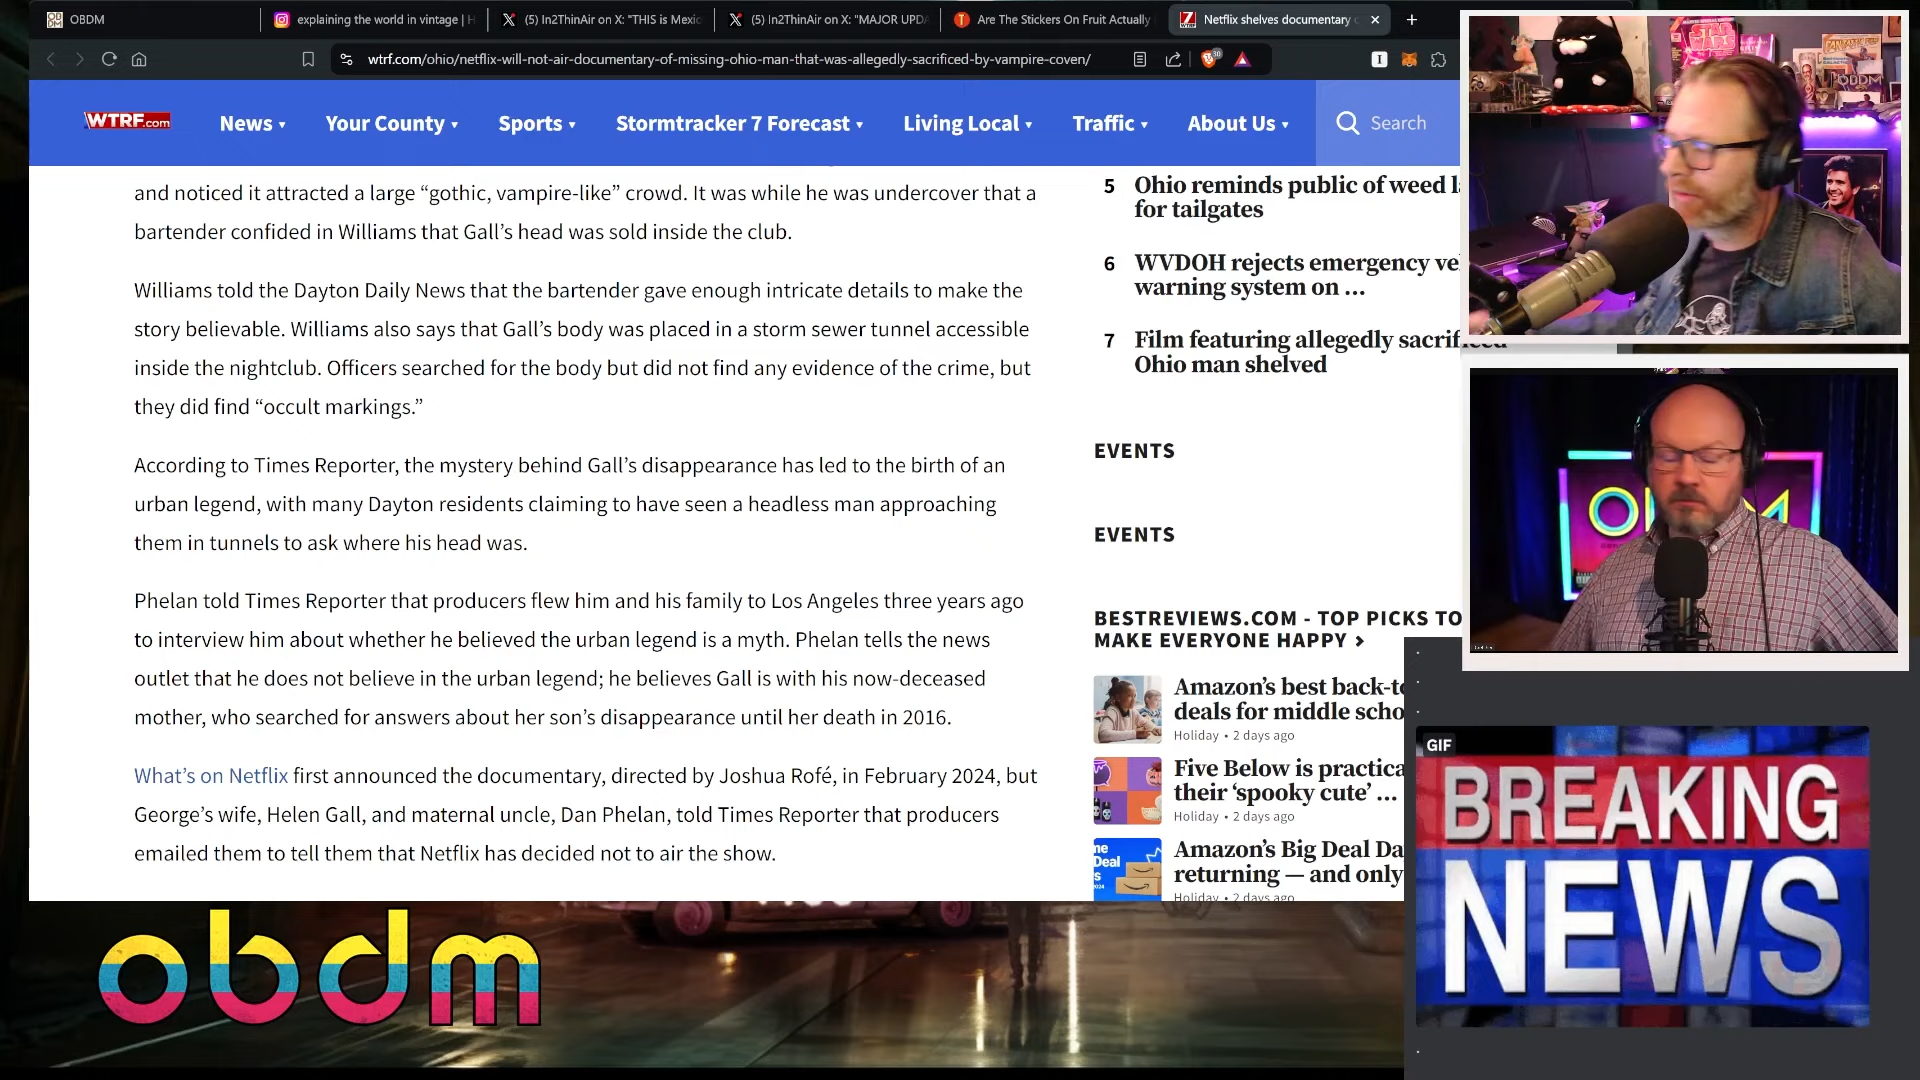 OBDM
explaining the world in vintage | H
(5) In2ThinAir on X: "THIS is Mexic
(5) In2ThinAir on X: "MAJOR UPDA
Are The Stickers On Fruit Actually
Netflix shelves documentary
wtrf.com/ohio/netflix-will-not-air-documentary-of-missing-ohio-man-that-was-allegedly-sacrificed-by-vampire-coven/
30
WTRF.com
News
Your County
Sports
Stormtracker 7 Forecast
Living Local
Traffic
About Us
Search
and noticed it attracted a large “gothic, vampire-like” crowd. It was while he was undercover that a
bartender confided in Williams that Gall’s head was sold inside the club.
Williams told the Dayton Daily News that the bartender gave enough intricate details to make the
story believable. Williams also says that Gall’s body was placed in a storm sewer tunnel accessible
inside the nightclub. Officers searched for the body but did not find any evidence of the crime, but
they did find “occult markings.”
According to Times Reporter, the mystery behind Gall’s disappearance has led to the birth of an
urban legend, with many Dayton residents claiming to have seen a headless man approaching
them in tunnels to ask where his head was.
Phelan told Times Reporter that producers flew him and his family to Los Angeles three years ago
to interview him about whether he believed the urban legend is a myth. Phelan tells the news
outlet that he does not believe in the urban legend; he believes Gall is with his now-deceased
mother, who searched for answers about her son’s disappearance until her death in 2016.
What’s on Netflix first announced the documentary, directed by Joshua Rofé, in February 2024, but
George’s wife, Helen Gall, and maternal uncle, Dan Phelan, told Times Reporter that producers
emailed them to tell them that Netflix has decided not to air the show.
5 Ohio reminds public of weed l
for tailgates
6 WVDOH rejects emergency ve
warning system on ...
7 Film featuring allegedly sacrificed
Ohio man shelved
EVENTS
EVENTS
BESTREVIEWS.COM - TOP PICKS TO
MAKE EVERYONE HAPPY >
Amazon’s best back-to
deals for middle scho
Holiday • 2 days ago
Five Below is practica
their ‘spooky cute’ ...
Holiday • 2 days ago
Amazon’s Big Deal Da
returning — and only
Holiday • 2 days ago
OBDM
GIF
BREAKING
NEWS
obdm